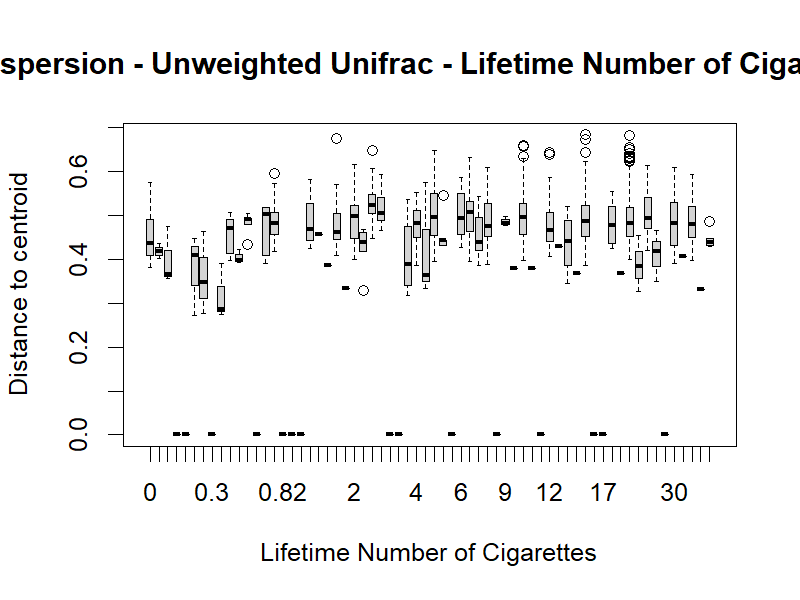 spersion - Unweighted Unifrac - Lifetime Number of Ciga
Distance to centroid
0.6
0.4
0.2
0.0
0 0.3 0.82 2 4 6 9 12 17 30
Lifetime Number of Cigarettes